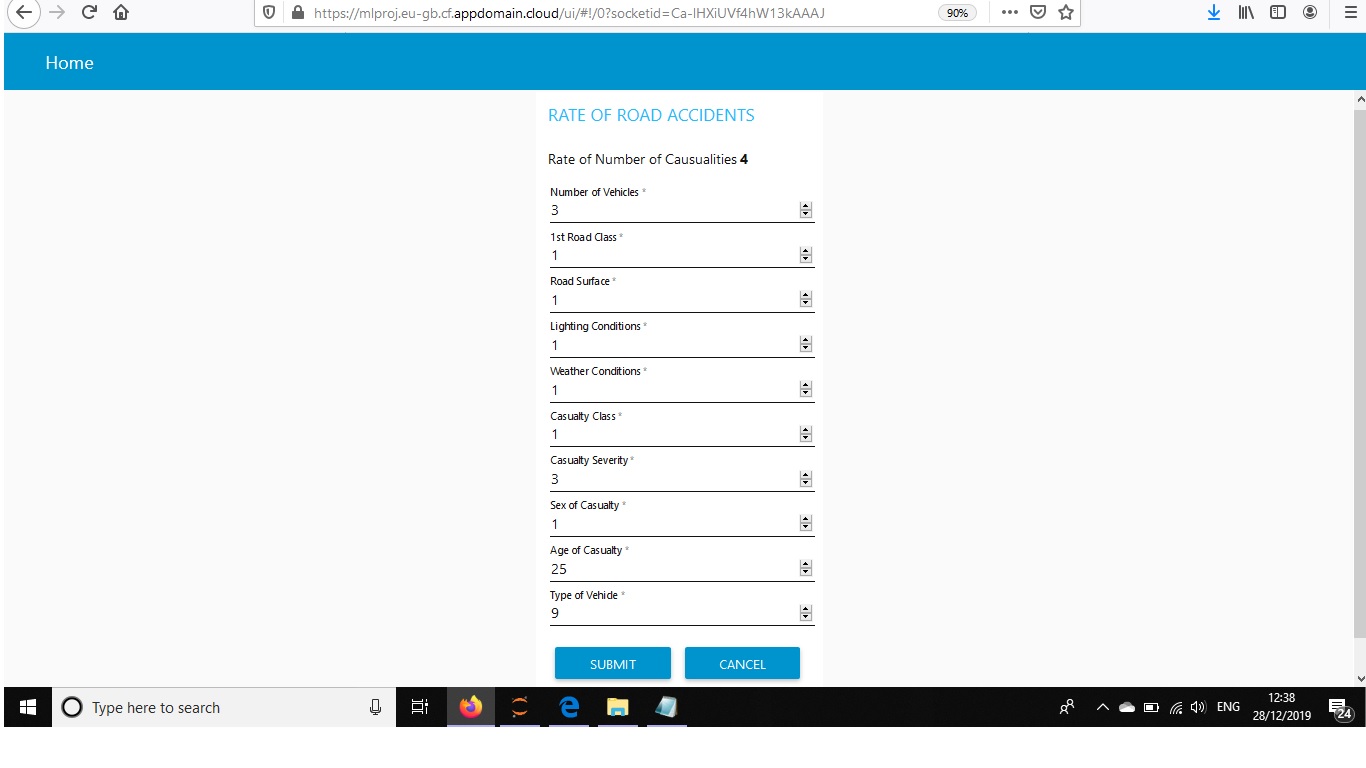 https://mlproj.eu-gb.cf.appdomain.cloud/ui/#!/0?socketid=Ca-lHXiUVf4hW13kAAAJ
90%
Home
RATE OF ROAD ACCIDENTS
Rate of Number of Causualities 4
Number of Vehicles *
3
1st Road Class *
1
Road Surface *
1
Lighting Conditions *
1
Weather Conditions *
1
Casualty Class *
1
Casualty Severity *
3
Sex of Casualty *
1
Age of Casualty *
25
Type of Vehicle *
9
SUBMIT CANCEL
Type here to search
ENG
12:38
28/12/2019
24